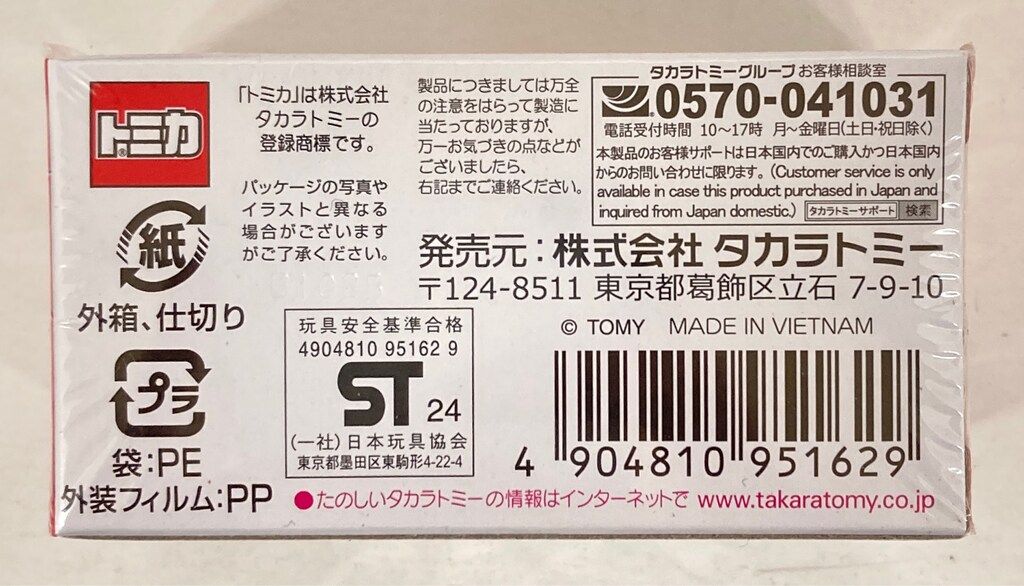 トミカ®
「トミカ」は株式会社
タカラトミーの
登録商標です。
パッケージの写真や
イラストと異なる
場合がございます
がご了承ください。
製品につきましては万全
の注意をはらって製造に
当たっておりますが、
万一お気づきの点などが
ございましたら、
右記までご連絡ください。
タカラトミーグループ お客様相談室
0570-041031
電話受付時間 10～17時 月～金曜日(土日・祝日除く)
本製品のお客様サポートは日本国内でのご購入かつ日本国内
からのお問い合わせに限ります。(Customer service is only
available in case this product purchased in Japan and
inquired from Japan domestic.) タカラトミーサポート 検索
発売元：株式会社 タカラトミー
〒124-8511 東京都葛飾区立石 7-9-10
© TOMY MADE IN VIETNAM
紙
外箱、仕切り
プラ
袋：PE
外装フィルム：PP
玩具安全基準合格
4904810 95162 9
ST 24
(一社)日本玩具協会
東京都墨田区東駒形4-22-4
4 904810 951629
●たのしいタカラトミーの情報はインターネットで www.takaratomy.co.jp